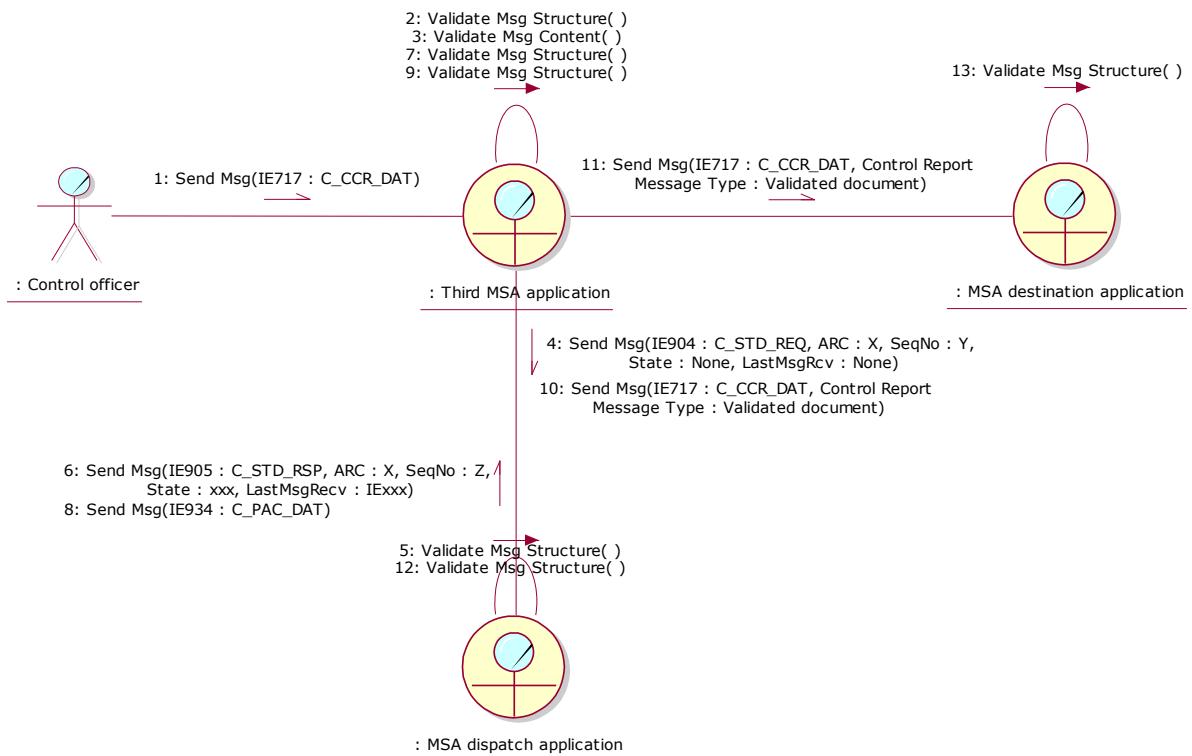 2: Validate Msg Structure( )
3: Validate Msg Content( )
7: Validate Msg Structure( )
9: Validate Msg Structure( )
13: Validate Msg Structure( )
1: Send Msg(IE717 : C_CCR_DAT)
11: Send Msg(IE717 : C_CCR_DAT, Control Report
Message Type : Validated document)
: Control officer
: Third MSA application
: MSA destination application
4: Send Msg(IE904 : C_STD_REQ, ARC : X, SeqNo : Y,
State : None, LastMsgRcv : None)
10: Send Msg(IE717 : C_CCR_DAT, Control Report
Message Type : Validated document)
6: Send Msg(IE905 : C_STD_RSP, ARC : X, SeqNo : Z,
State : xxx, LastMsgRecv : IExxx)
8: Send Msg(IE934 : C_PAC_DAT)
5: Validate Msg Structure( )
12: Validate Msg Structure( )
: MSA dispatch application